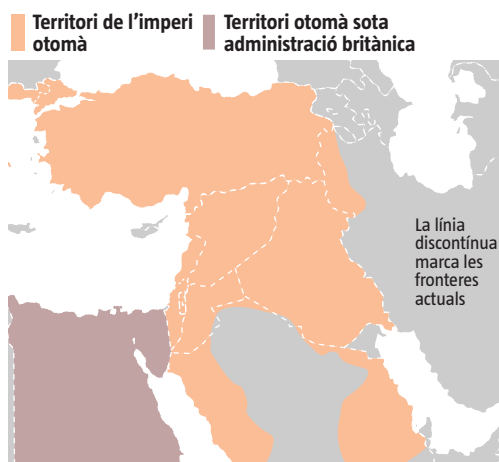 Territori de l'imperi
otomà
Territori otomà sota
administració britànica
La línia
discontínua
marca les
fronteres
actuals